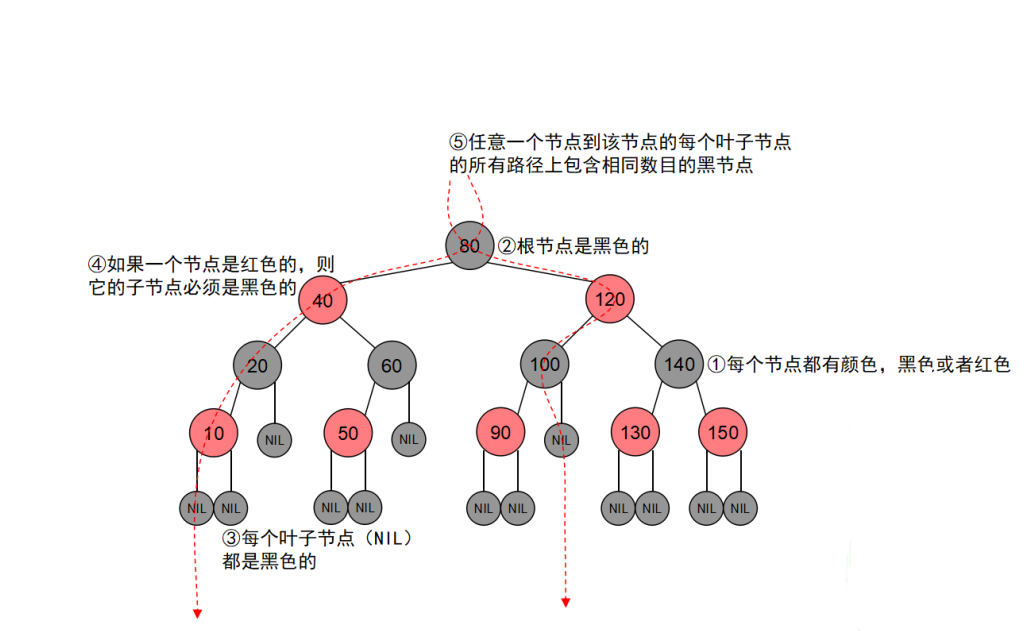 ⑤任意一个节点到该节点的每个叶子节点
的所有路径上包含相同数目的黑节点
80
②根节点是黑色的
④如果一个节点是红色的，则
它的子节点必须是黑色的
40
120
20
60
100
140
①每个节点都有颜色，黑色或者红色
10
NIL
50
NIL
90
NIL
130
150
NIL
NIL
NIL
NIL
NIL
NIL
NIL
NIL
NIL
NIL
③每个叶子节点（NIL）
都是黑色的